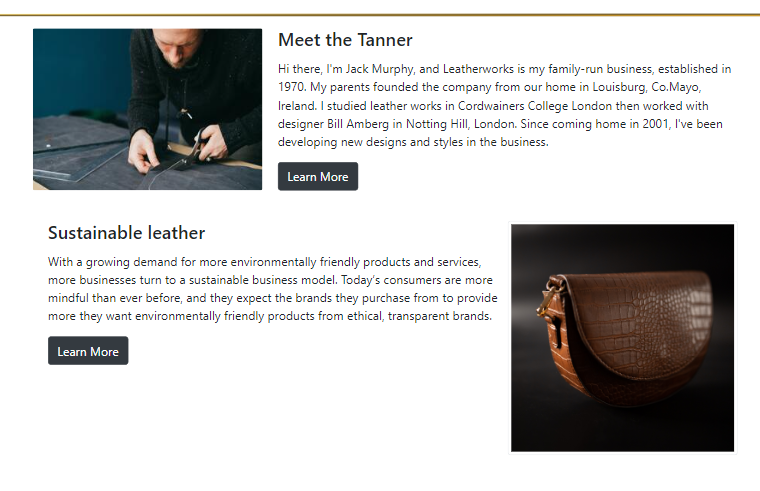 Meet the Tanner
Hi there, I'm Jack Murphy, and Leatherworks is my family-run business, established in
1970. My parents founded the company from our home in Louisburg, Co.Mayo,
Ireland. I studied leather works in Cordwainers College London then worked with
designer Bill Amberg in Notting Hill, London. Since coming home in 2001, I've been
developing new designs and styles in the business.
Learn More
Sustainable leather
With a growing demand for more environmentally friendly products and services,
more businesses turn to a sustainable business model. Today's consumers are more
mindful than ever before, and they expect the brands they purchase from to provide
more they want environmentally friendly products from ethical, transparent brands.
Learn More